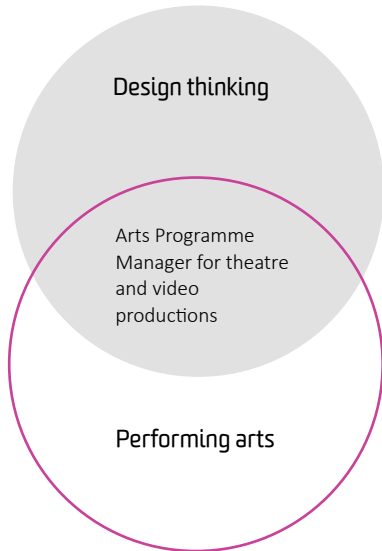 Design thinking
Arts Programme
Manager for theatre
and video
productions
Performing arts